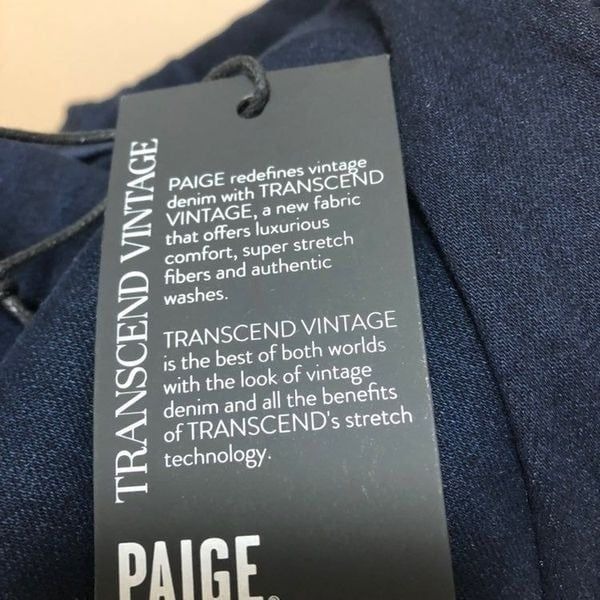 TRANSCEND VINTAGE
PAIGE redefines vintage
denim with TRANSCEND
VINTAGE, a new fabric
that offers luxurious
comfort, super stretch
fibers and authentic
washes.
TRANSCEND VINTAGE
is the best of both worlds
with the look of vintage
denim and all the benefits
of TRANSCEND's stretch
technology.
PAIGE®